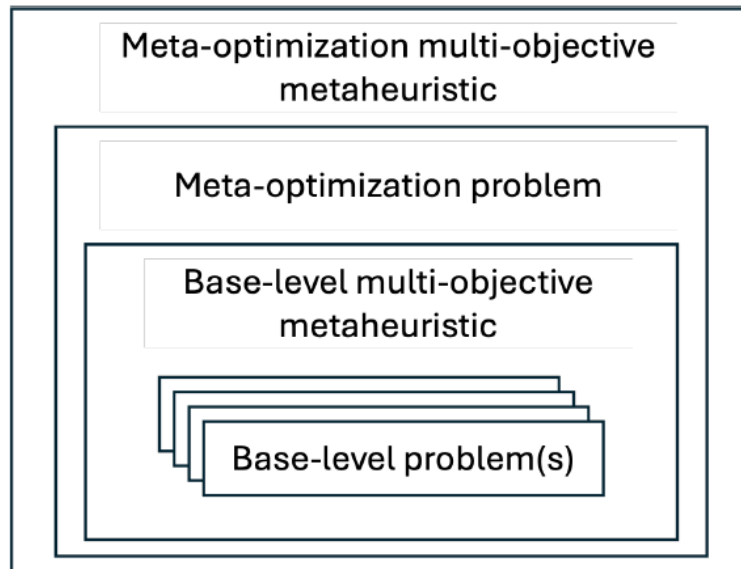 Meta-optimization multi-objective
metaheuristic
Meta-optimization problem
Base-level multi-objective
metaheuristic
Base-level problem(s)